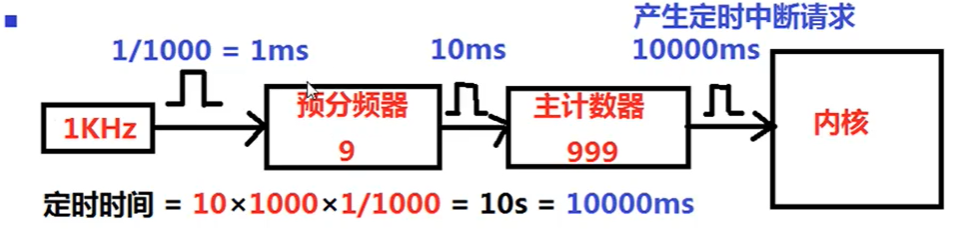 产生定时中断请求
1/1000 = 1ms
10ms
10000ms
1KHz
预分频器
9
主计数器
999
内核
定时时间 = 10×1000×1/1000 = 10s = 10000ms